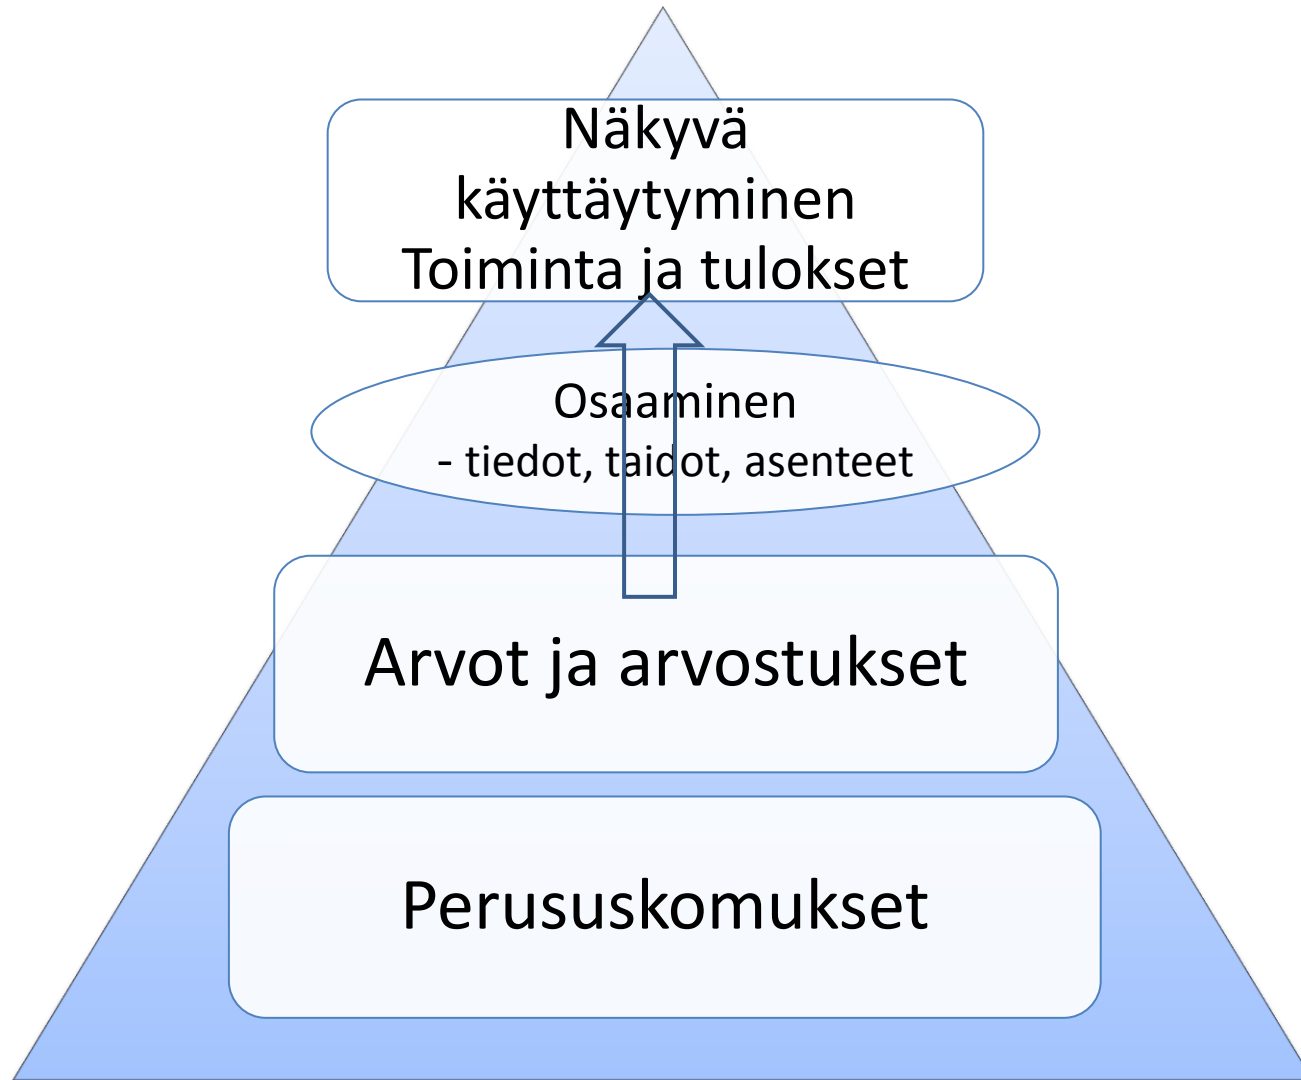 Näkyvä
käyttäytyminen
Toiminta ja tulokset
Osaaminen
- tiedot, taidot, asenteet
Arvot ja arvostukset
Perususkomukset